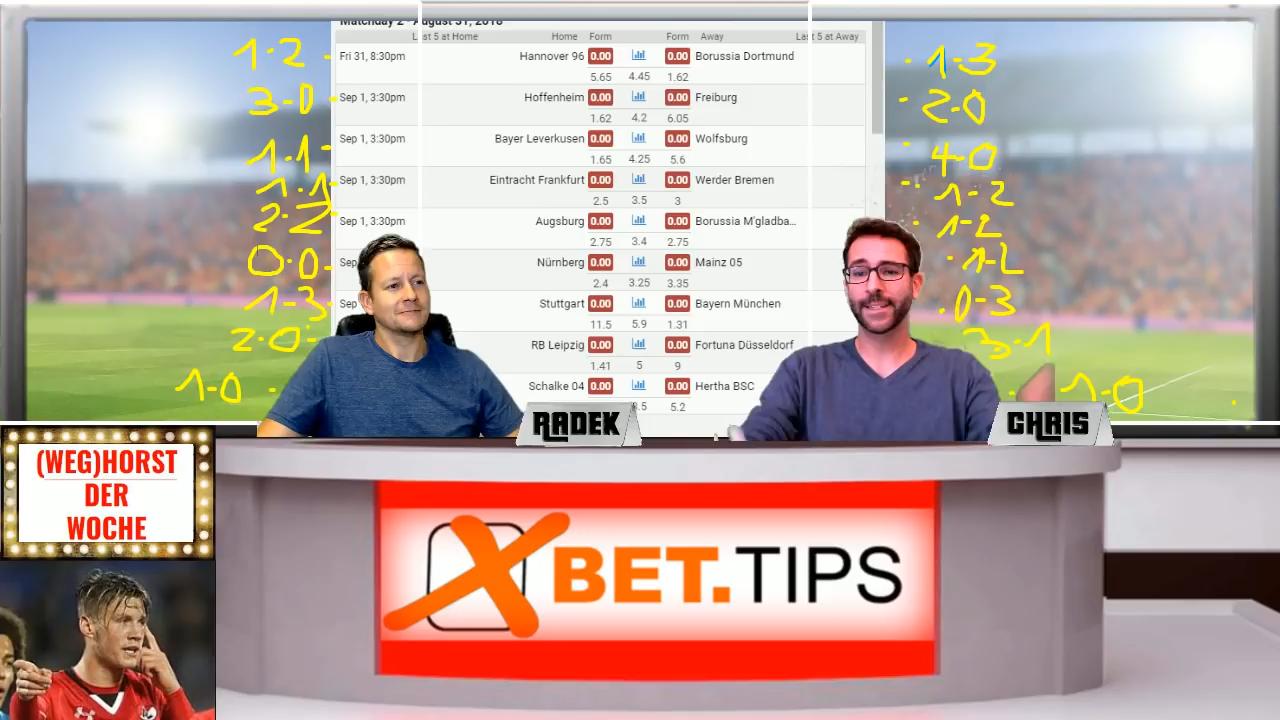 Matchday 2 - August 31, 2018
Last 5 at Home Home Form Form Away Last 5 at Away
1-2 Fri 31, 8:30pm Hannover 96 0.00 0.00 Borussia Dortmund 1-3
5.65 4.45 1.62
3-0 Sep 1, 3:30pm Hoffenheim 0.00 0.00 Freiburg 2-0
1.62 4.2 6.05
1-1 Sep 1, 3:30pm Bayer Leverkusen 0.00 0.00 Wolfsburg 4-0
1.65 4.25 5.6
1-1 Sep 1, 3:30pm Eintracht Frankfurt 0.00 0.00 Werder Bremen 1-2
2.5 3.5 3
2-2 Sep 1, 3:30pm Augsburg 0.00 0.00 Borussia M'gladba... 1-2
2.75 3.4 2.75
0-0 Sep Nürnberg 0.00 0.00 Mainz 05 1-2
2.4 3.25 3.35
1-3 Sep Stuttgart 0.00 0.00 Bayern München 0-3
11.5 5.9 1.31
2-0 RB Leipzig 0.00 0.00 Fortuna Düsseldorf 3-1
1.41 5 9
1-0 Schalke 04 0.00 0.00 Hertha BSC 1-0
.5 5.2
RADEK
CHRIS
(WEG)HORST
DER
WOCHE
XBET.TIPS